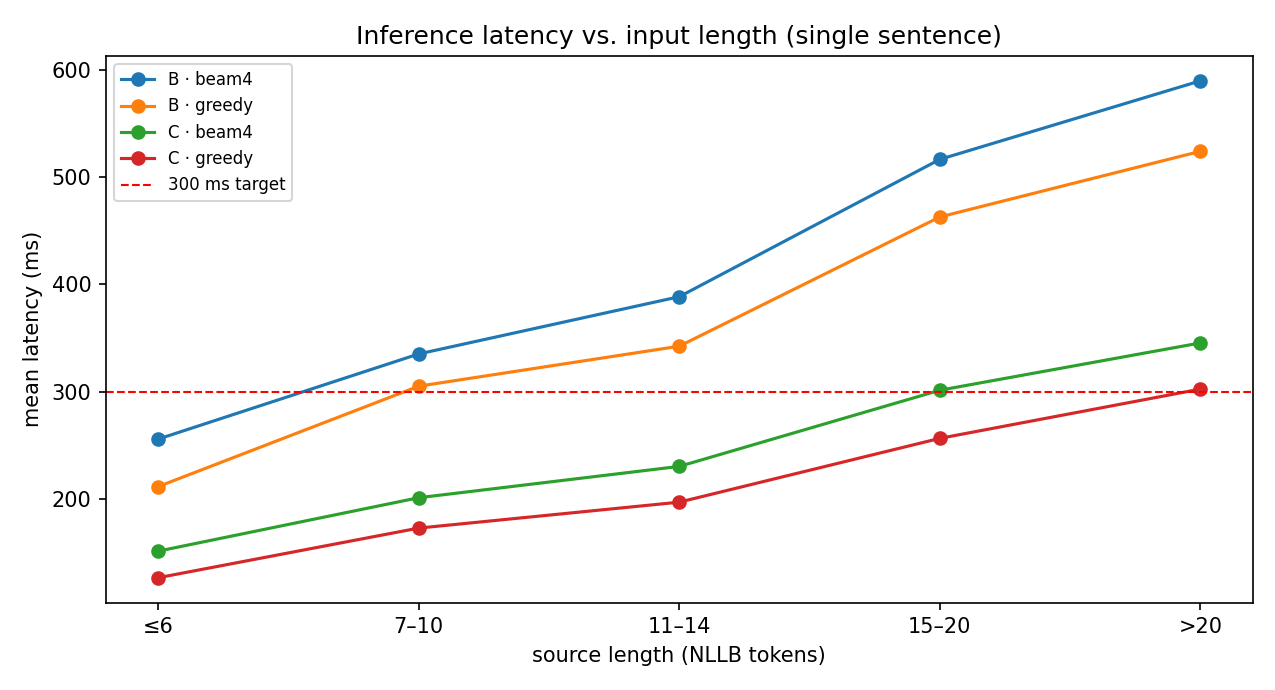 Inference latency vs. input length (single sentence)
B · beam4
B · greedy
C · beam4
C · greedy
300 ms target
600
500
400
300
200
mean latency (ms)
≤6
7–10
11–14
15–20
>20
source length (NLLB tokens)